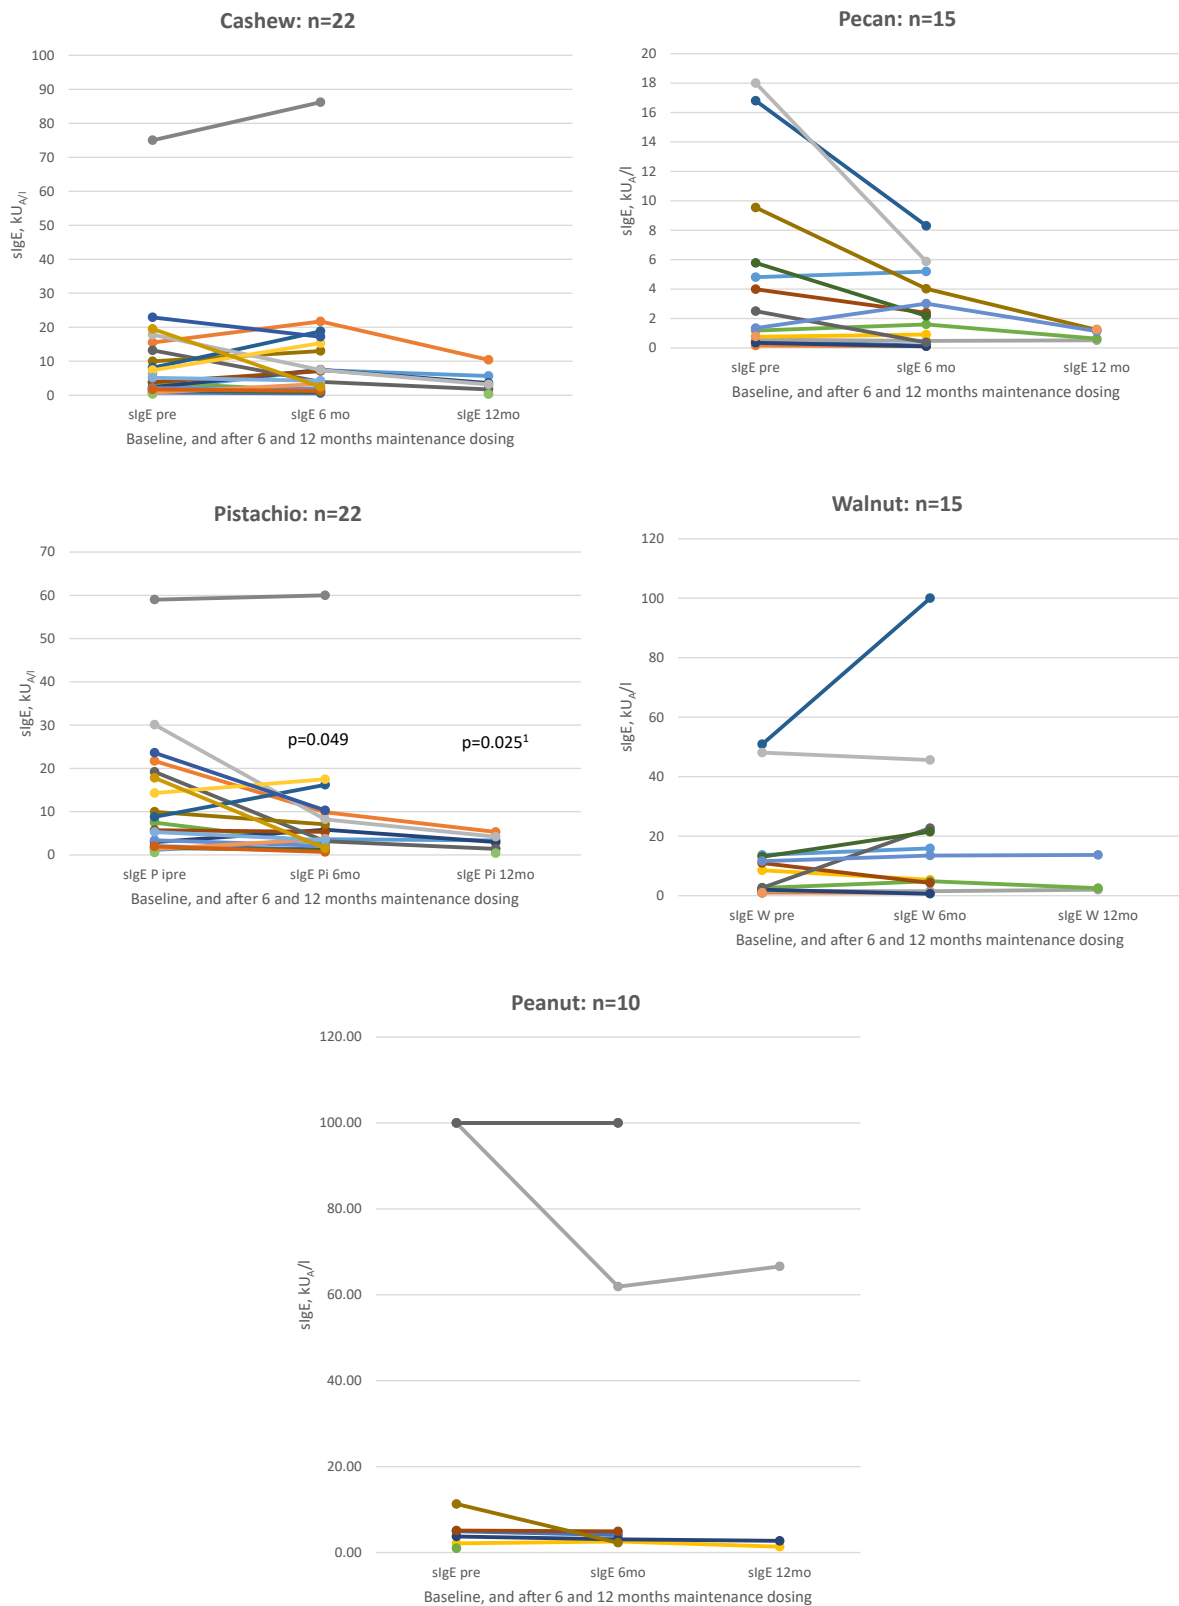 Cashew: n=22
100
90
80
70
60
50
40
30
20
10
0
sIgE, kU_A/l
sIgE pre sIgE 6 mo sIgE 12mo
Baseline, and after 6 and 12 months maintenance dosing
Pecan: n=15
20
18
16
14
12
10
8
6
4
2
0
sIgE, kU_A/l
sIgE pre sIgE 6 mo sIgE 12 mo
Baseline, and after 6 and 12 months maintenance dosing
Pistachio: n=22
70
60
50
40
30
20
10
0
sIgE, kU_A/l
p=0.049 p=0.025¹
sIgE P ipre sIgE Pi 6mo sIgE Pi 12mo
Baseline, and after 6 and 12 months maintenance dosing
Walnut: n=15
120
100
80
60
40
20
0
sIgE, kU_A/l
sIgE W pre sIgE W 6mo sIgE W 12mo
Baseline, and after 6 and 12 months maintenance dosing
Peanut: n=10
120.00
100.00
80.00
60.00
40.00
20.00
0.00
sIgE, kU_A/l
sIgE pre sIgE 6mo sIgE 12mo
Baseline, and after 6 and 12 months maintenance dosing